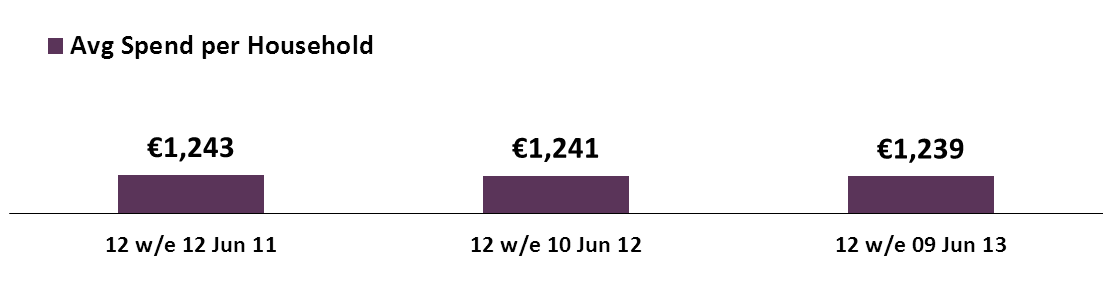 Avg Spend per Household
€1,243
€1,241
€1,239
12 w/e 12 Jun 11
12 w/e 10 Jun 12
12 w/e 09 Jun 13